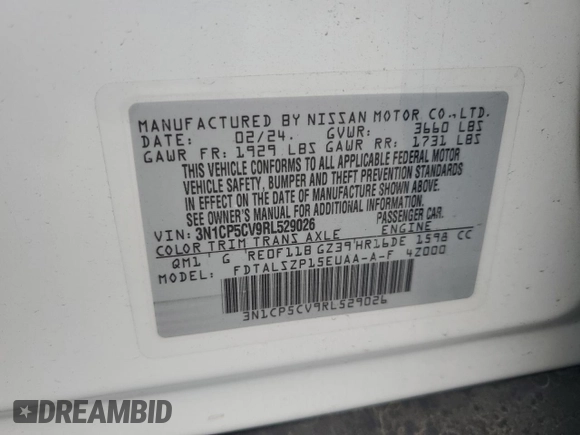 MANUFACTURED BY NISSAN MOTOR CO.,LTD.
DATE: 02/24. GVWR: 3660 LBS
GAWR FR: 1929 LBS GAWR RR: 1731 LBS
THIS VEHICLE CONFORMS TO ALL APPLICABLE FEDERAL MOTOR
VEHICLE SAFETY, BUMPER AND THEFT PREVENTION STANDARDS
IN EFFECT ON THE DATE OF MANUFACTURE SHOWN ABOVE.
SEE OWNER'S MANUAL FOR ADDITIONAL INFORMATION.
VIN: 3N1CP5CV9RL529026 PASSENGER CAR.
COLOR TRIM TRANS AXLE ENGINE
QM1 G RE0F11B GZ39 HR16DE 1598 CC
FDTALSZP15EUAA-A-F 4Z000
3N1CP5CV9RL529026
DREAMBID